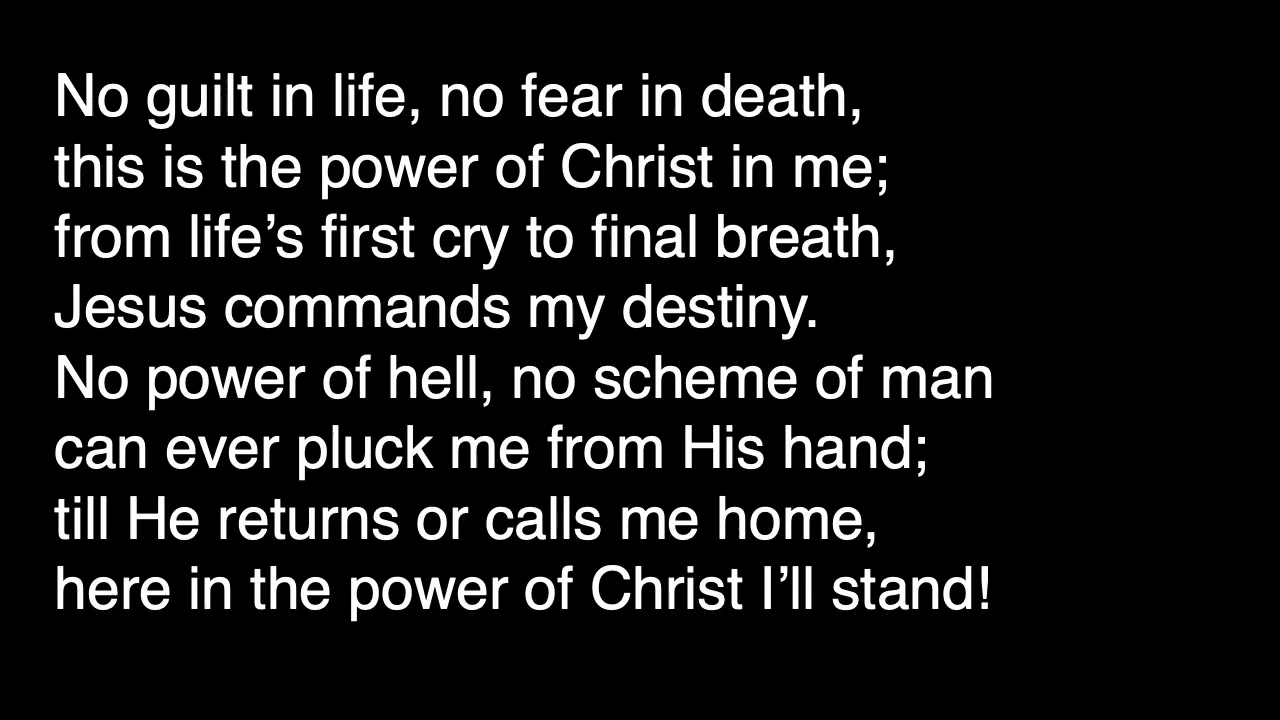 No guilt in life, no fear in death,
this is the power of Christ in me;
from life’s first cry to final breath,
Jesus commands my destiny.
No power of hell, no scheme of man
can ever pluck me from His hand;
till He returns or calls me home,
here in the power of Christ I’ll stand!